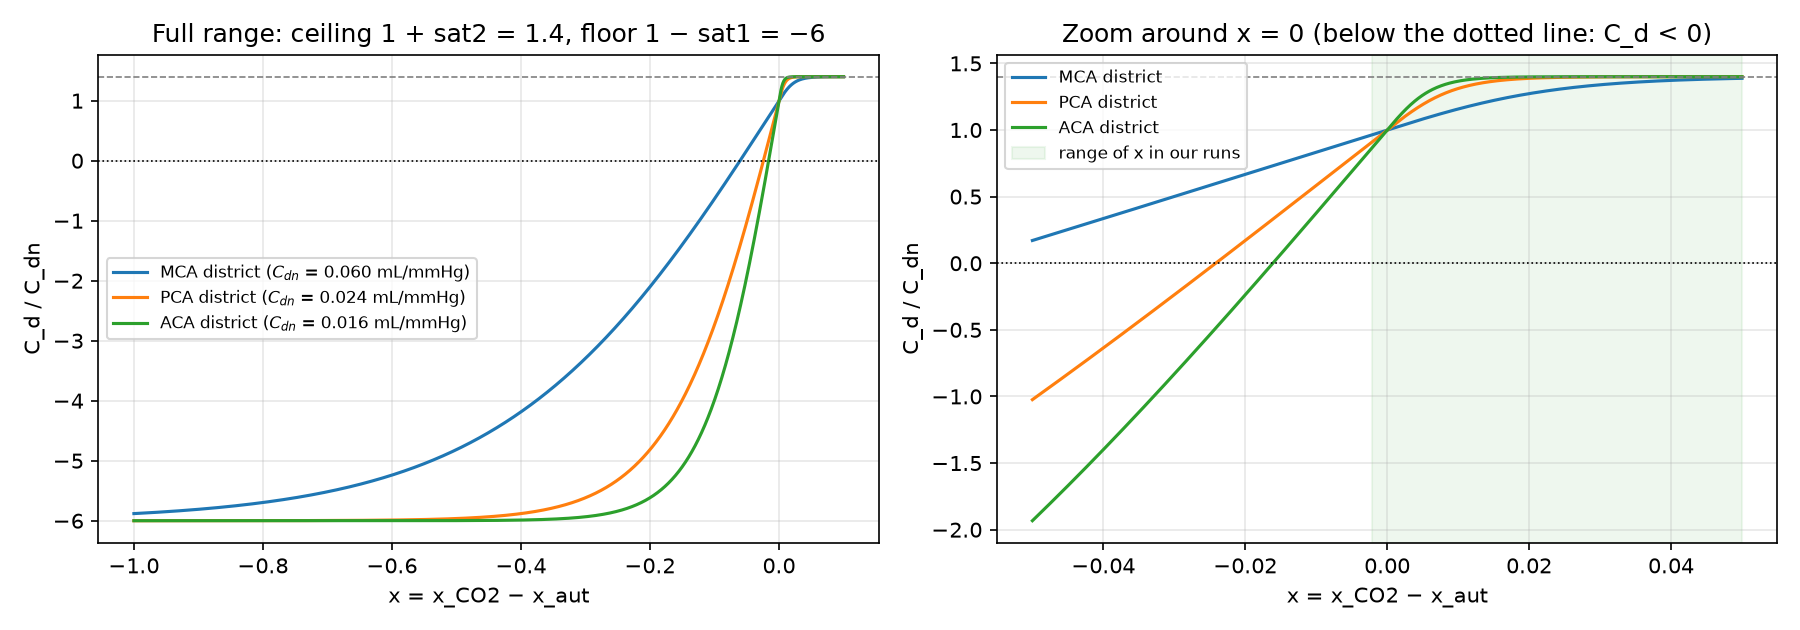 Full range: ceiling 1 + sat2 = 1.4, floor 1 − sat1 = −6
C_d / C_dn
1
0
−1
−2
−3
−4
−5
−6
MCA district (C_dn = 0.060 mL/mmHg)
PCA district (C_dn = 0.024 mL/mmHg)
ACA district (C_dn = 0.016 mL/mmHg)
−1.0 −0.8 −0.6 −0.4 −0.2 0.0
x = x_CO2 − x_aut
Zoom around x = 0 (below the dotted line: C_d < 0)
C_d / C_dn
1.5
1.0
0.5
0.0
−0.5
−1.0
−1.5
−2.0
MCA district
PCA district
ACA district
range of x in our runs
−0.04 −0.02 0.00 0.02 0.04
x = x_CO2 − x_aut